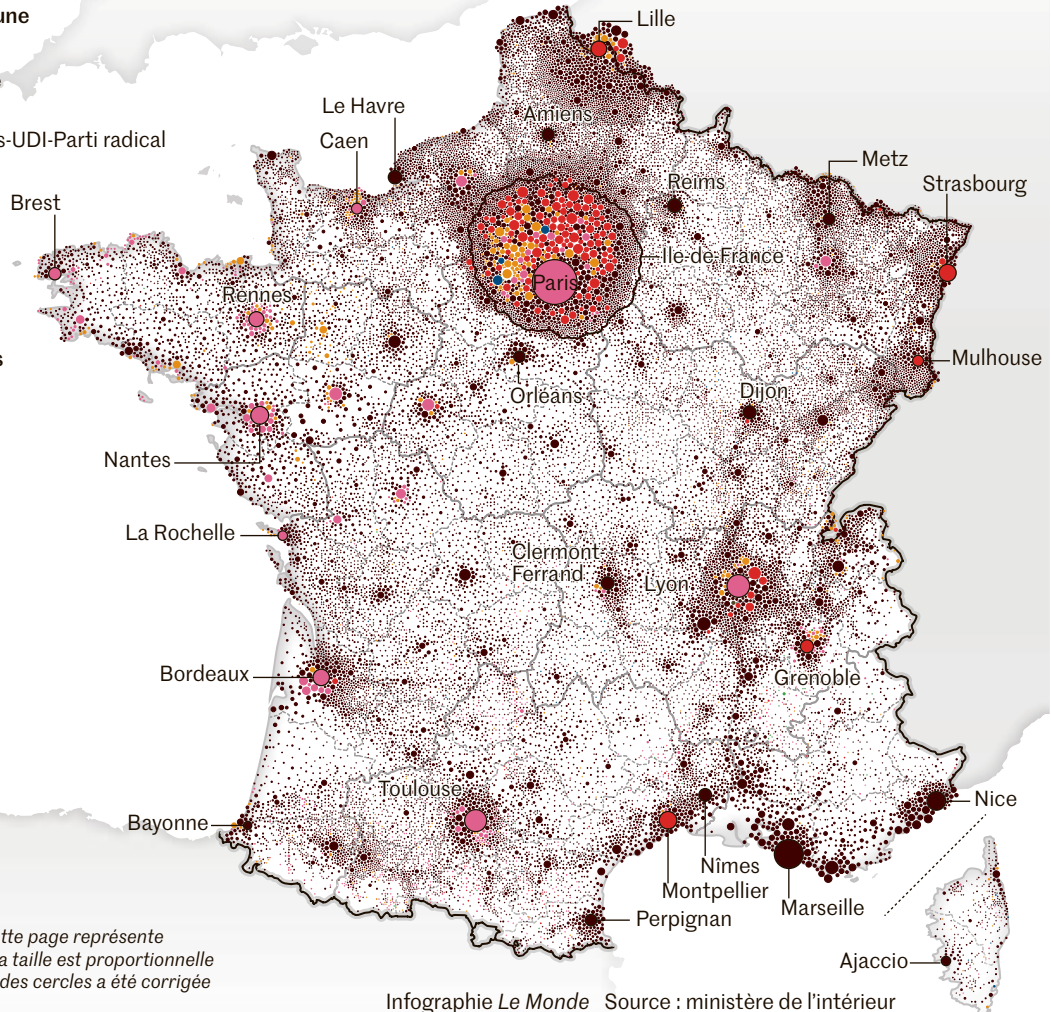 une
s-UDI-Parti radical
s
Lille
Le Havre
Amiens
Caen
Metz
Reims
Strasbourg
Brest
Ile-de-France
Paris
Rennes
Mulhouse
Orléans
Dijon
Nantes
La Rochelle
Clermont-
Ferrand
Lyon
Bordeaux
Grenoble
Toulouse
Nice
Bayonne
Nîmes
Montpellier
Marseille
Perpignan
Ajaccio
tte page représente
a taille est proportionnelle
des cercles a été corrigée
Infographie Le Monde Source : ministère de l'intérieur